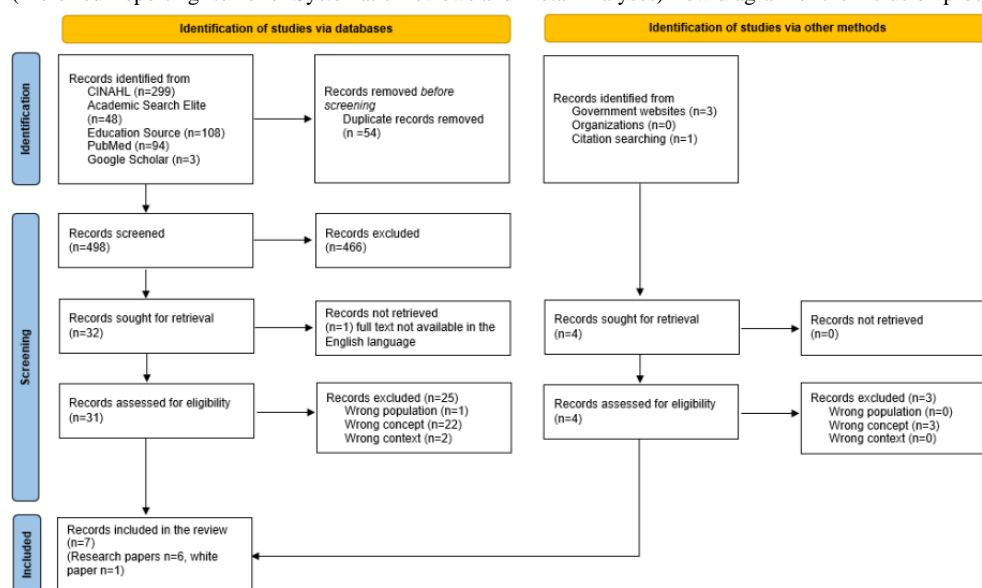 Identification of studies via databases
Identification of studies via other methods
Identification
Records identified from
CINAHL (n=299)
Academic Search Elite
(n=48)
Education Source (n=108)
PubMed (n=94)
Google Scholar (n=3)
Records removed before
screening
Duplicate records removed
(n =54)
Records identified from
Government websites (n=3)
Organizations (n=0)
Citation searching (n=1)
Screening
Records screened
(n=498)
Records excluded
(n=466)
Records sought for retrieval
(n=32)
Records not retrieved
(n=1) full text not available in the
English language
Records sought for retrieval
(n=4)
Records not retrieved
(n=0)
Records assessed for eligibility
(n=31)
Records excluded (n=25)
Wrong population (n=1)
Wrong concept (n=22)
Wrong context (n=2)
Records assessed for eligibility
(n=4)
Records excluded (n=3)
Wrong population (n=0)
Wrong concept (n=3)
Wrong context (n=0)
Included
Records included in the review
(n=7)
(Research papers n=6, white
paper n=1)